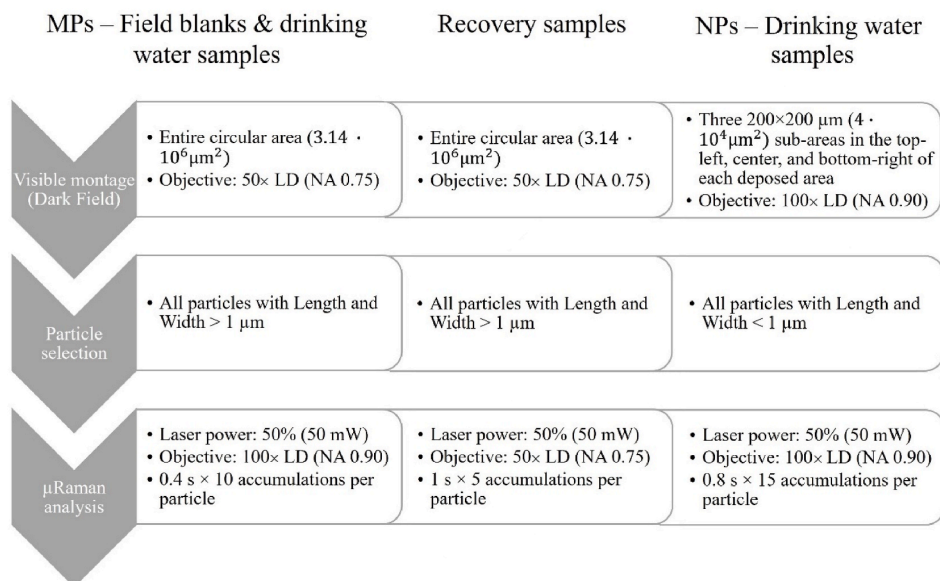 MPs – Field blanks & drinking
water samples
Recovery samples
NPs – Drinking water
samples
Visible montage
(Dark Field)
• Entire circular area (3.14 ·
10⁶μm²)
• Objective: 50× LD (NA 0.75)
• Entire circular area (3.14 ·
10⁶μm²)
• Objective: 50× LD (NA 0.75)
• Three 200×200 μm (4 ·
10⁴μm²) sub-areas in the top-
left, center, and bottom-right of
each deposed area
• Objective: 100× LD (NA 0.90)
Particle
selection
• All particles with Length and
Width > 1 μm
• All particles with Length and
Width > 1 μm
• All particles with Length and
Width < 1 μm
μRaman
analysis
• Laser power: 50% (50 mW)
• Objective: 100× LD (NA 0.90)
• 0.4 s × 10 accumulations per
particle
• Laser power: 50% (50 mW)
• Objective: 50× LD (NA 0.75)
• 1 s × 5 accumulations per
particle
• Laser power: 50% (50 mW)
• Objective: 100× LD (NA 0.90)
• 0.8 s × 15 accumulations per
particle